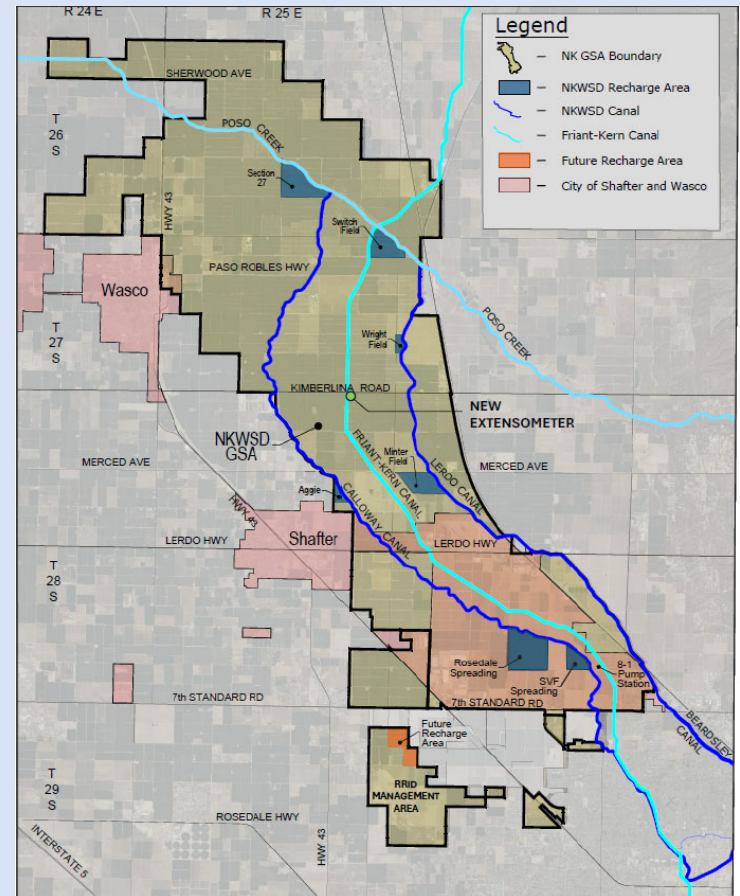 R 24 E
R 25 E
Legend
NK GSA Boundary
NKWSD Recharge Area
NKWSD Canal
Friant-Kern Canal
Future Recharge Area
City of Shafter and Wasco
SHERWOOD AVE
T
26
S
POSO CREEK
Section
27
HWY 43
Switch
Field
PASO ROBLES HWY
Wasco
POSO CREEK
T
27
S
Wright
Field
KIMBERLINA ROAD
NEW
EXTENSOMETER
NKWSD
GSA
MERCED AVE
Minter
Field
MERCED AVE
FRIANT-KERN CANAL
LERDO CANAL
Aggie
CALLOWAY CANAL
HWY 43
LERDO HWY
Shafter
LERDO HWY
T
28
S
Rosedale
Spreading
SVF
Spreading
8-1
Pump
Station
7th STANDARD RD
7th STANDARD RD
BEARDSLEY
CANAL
Future
Recharge
Area
T
29
S
RRID
MANAGEMENT
AREA
ROSEDALE HWY
HWY 43
INTERSTATE 5